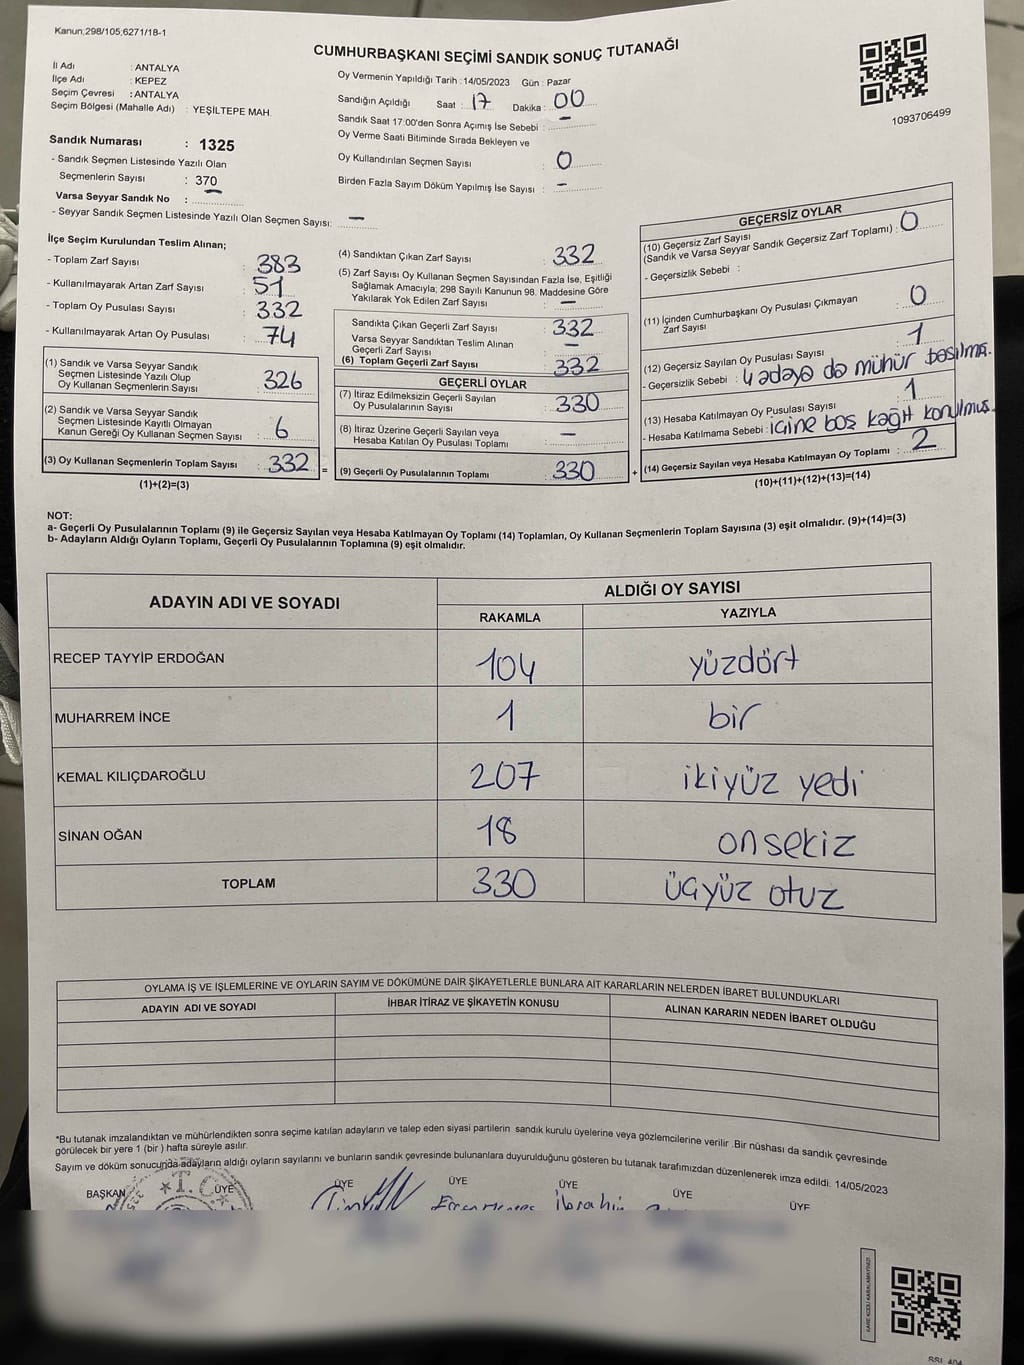 Kanun;298/105;6271/18-1
CUMHURBAŞKANI SEÇİMİ SANDIK SONUÇ TUTANAĞI
1093706499
İl Adı : ANTALYA
İlçe Adı : KEPEZ
Seçim Çevresi : ANTALYA
Seçim Bölgesi (Mahalle Adı) : YEŞİLTEPE MAH.
Sandık Numarası : 1325
- Sandık Seçmen Listesinde Yazılı Olan
Seçmenlerin Sayısı : 370
Varsa Seyyar Sandık No : –
- Seyyar Sandık Seçmen Listesinde Yazılı Olan Seçmen Sayısı: –
Oy Vermenin Yapıldığı Tarih :14/05/2023 Gün : Pazar
Sandığın Açıldığı Saat : 17 Dakika : 00
Sandık Saat 17:00'den Sonra Açımış İse Sebebi : –
Oy Verme Saati Bitiminde Sırada Bekleyen ve
Oy Kullandırılan Seçmen Sayısı : 0
Birden Fazla Sayım Döküm Yapılmış İse Sayısı : –
İlçe Seçim Kurulundan Teslim Alınan;
- Toplam Zarf Sayısı : 383
- Kullanılmayarak Artan Zarf Sayısı : 51
- Toplam Oy Pusulası Sayısı : 332
- Kullanılmayarak Artan Oy Pusulası : 74
(1) Sandık ve Varsa Seyyar Sandık
Seçmen Listesinde Yazılı Olup
Oy Kullanan Seçmenlerin Sayısı : 326
(2) Sandık ve Varsa Seyyar Sandık
Seçmen Listesinde Kayıtlı Olmayan
Kanun Gereği Oy Kullanan Seçmen Sayısı : 6
(3) Oy Kullanan Seçmenlerin Toplam Sayısı : 332 =
(1)+(2)=(3)
(4) Sandıktan Çıkan Zarf Sayısı : 332
(5) Zarf Sayısı Oy Kullanan Seçmen Sayısından Fazla İse, Eşitliği
Sağlamak Amacıyla; 298 Sayılı Kanunun 98. Maddesine Göre
Yakılarak Yok Edilen Zarf Sayısı : –
Sandıkta Çıkan Geçerli Zarf Sayısı : 332
Varsa Seyyar Sandıktan Teslim Alınan
Geçerli Zarf Sayısı : –
(6) Toplam Geçerli Zarf Sayısı : 332
GEÇERLİ OYLAR
(7) İtiraz Edilmeksizin Geçerli Sayılan
Oy Pusulalarının Sayısı : 330
(8) İtiraz Üzerine Geçerli Sayılan veya
Hesaba Katılan Oy Pusulası Toplamı : –
(9) Geçerli Oy Pusulalarının Toplamı : 330 +
GEÇERSİZ OYLAR
(10) Geçersiz Zarf Sayısı
(Sandık ve Varsa Seyyar Sandık Geçersiz Zarf Toplamı) : 0
- Geçersizlik Sebebi :
(11) İçinden Cumhurbaşkanı Oy Pusulası Çıkmayan
Zarf Sayısı : 0
(12) Geçersiz Sayılan Oy Pusulası Sayısı : 1
- Geçersizlik Sebebi : 4 adaya da mühür basılmış.
(13) Hesaba Katılmayan Oy Pusulası Sayısı : 1
- Hesaba Katılmama Sebebi : içine boş kağıt konulmuş.
(14) Geçersiz Sayılan veya Hesaba Katılmayan Oy Toplamı : 2
(10)+(11)+(12)+(13)=(14)
NOT:
a- Geçerli Oy Pusulalarının Toplamı (9) ile Geçersiz Sayılan veya Hesaba Katılmayan Oy Toplamı (14) Toplamları, Oy Kullanan Seçmenlerin Toplam Sayısına (3) eşit olmalıdır. (9)+(14)=(3)
b- Adayların Aldığı Oyların Toplamı, Geçerli Oy Pusulalarının Toplamına (9) eşit olmalıdır.
ADAYIN ADI VE SOYADI ALDIĞI OY SAYISI
RAKAMLA YAZIYLA
RECEP TAYYİP ERDOĞAN 104 yüzdört
MUHARREM İNCE 1 bir
KEMAL KILIÇDAROĞLU 207 ikiyüz yedi
SİNAN OĞAN 18 onsekiz
TOPLAM 330 üçyüz otuz
OYLAMA İŞ VE İŞLEMLERİNE VE OYLARIN SAYIM VE DÖKÜMÜNE DAİR ŞİKAYETLERLE BUNLARA AİT KARARLARIN NELERDEN İBARET BULUNDUKLARI
ADAYIN ADI VE SOYADI İHBAR İTİRAZ VE ŞİKAYETİN KONUSU ALINAN KARARIN NEDEN İBARET OLDUĞU
*Bu tutanak imzalandıktan ve mühürlendikten sonra seçime katılan adayların ve talep eden siyasi partilerin sandık kurulu üyelerine veya gözlemcilerine verilir .Bir nüshası da sandık çevresinde
görülecek bir yere 1 (bir ) hafta süreyle asılır.
Sayım ve döküm sonucunda adayların aldığı oyların sayılarını ve bunların sandık çevresinde bulunanlara duyurulduğunu gösteren bu tutanak tarafımızdan düzenlenerek imza edildi. 14/05/2023
BAŞKAN ÜYE ÜYE ÜYE ÜYE ÜYE ÜYE
T.C.
İbrahim